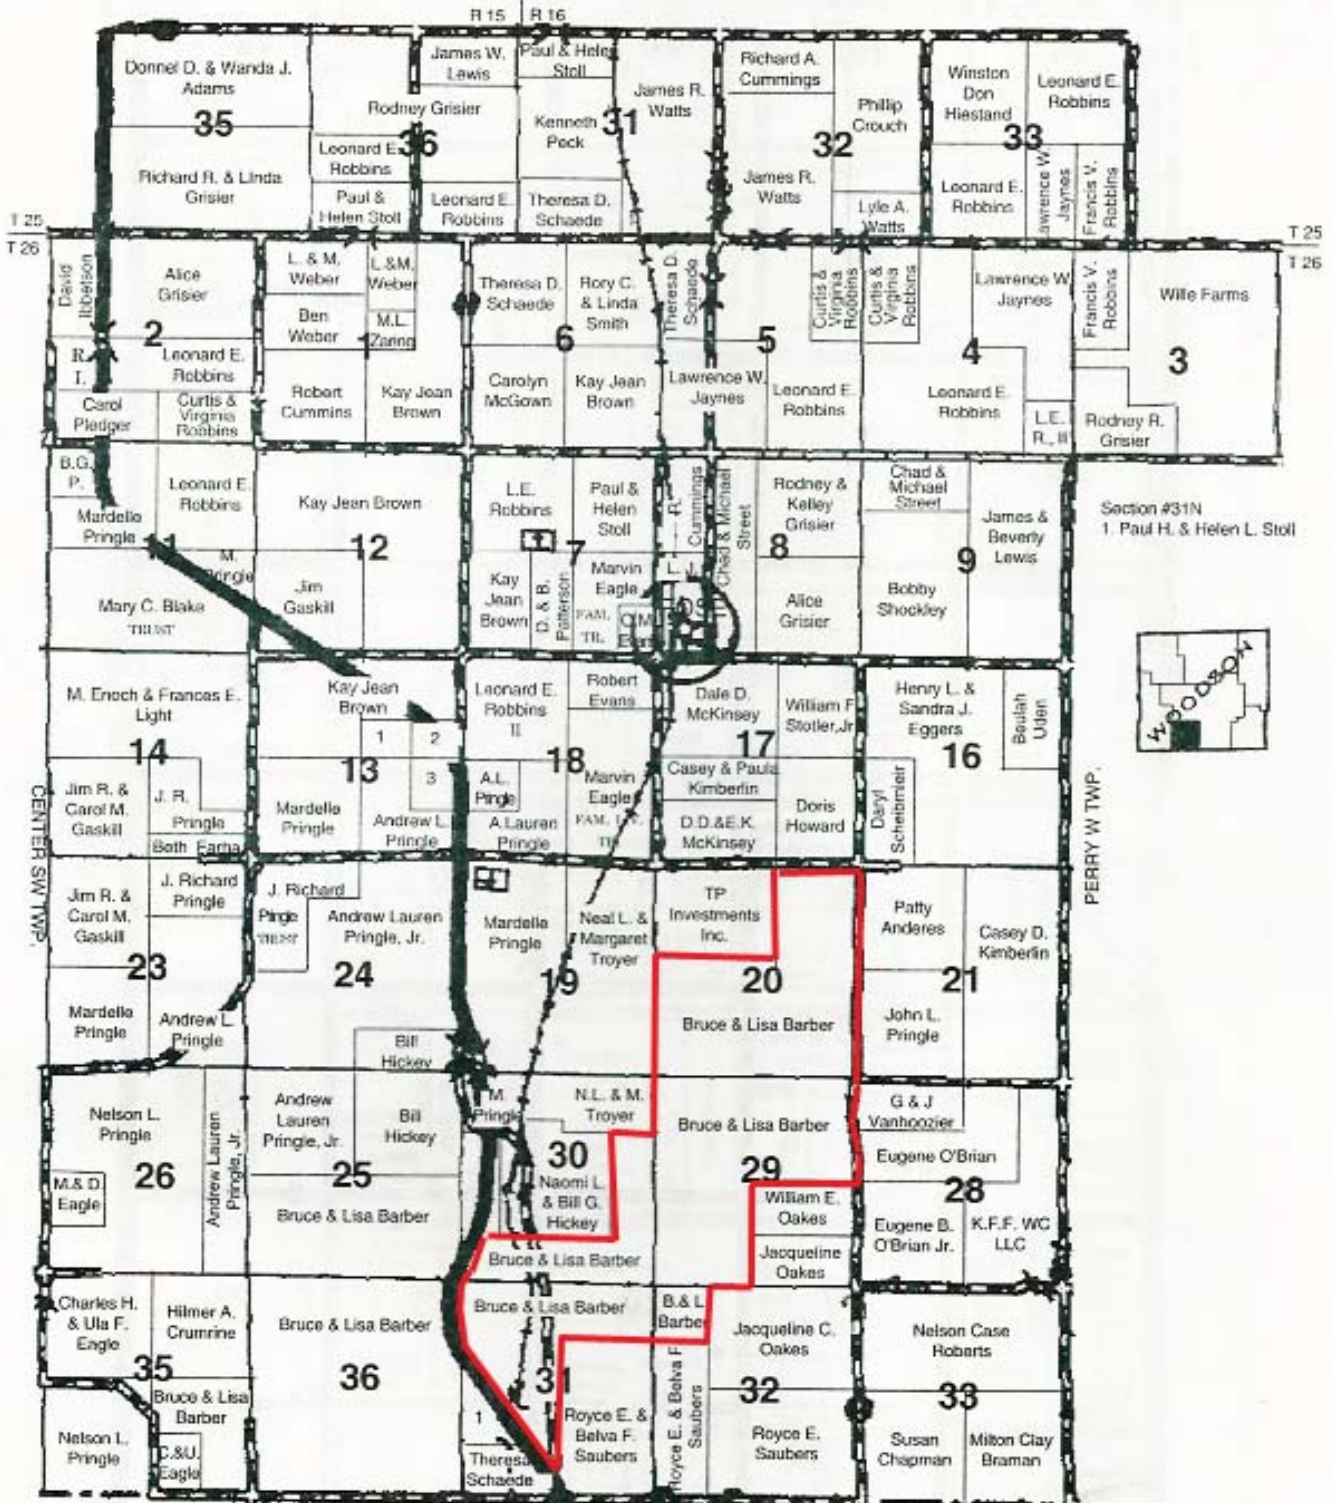 R 15 R 16
Donnel D. & Wanda J.
Adams
35
Richard R. & Linda
Grisier
Rodney Grisier
36
Leonard E.
Robbins
Paul &
Helen Stoll
James W.
Lewis
Leonard E.
Robbins
Paul & Helen
Stoll
Kenneth
Peck
31
James R.
Watts
Theresa D.
Schaede
Richard A.
Cummings
32
Phillip
Crouch
James R.
Watts
Lyle A.
Watts
Winston
Don
Hiestand
Leonard E.
Robbins
33
Leonard E.
Robbins
Lawrence W.
Jaynes
Francis V.
Robbins
T 25
T 26
T 25
T 26
David
Ibbetson
Alice
Grisier
2
R.
I.
Leonard E.
Robbins
Carol
Pledger
Curtis &
Virginia
Robbins
L. & M.
Weber
L.&M.
Weber
Ben
Weber
M.L.
Zaring
1
Robert
Cummins
Kay Jean
Brown
Theresa D.
Schaede
Rory C.
& Linda
Smith
6
Carolyn
McGown
Kay Jean
Brown
Theresa D.
Schaede
5
Curtis &
Virginia
Robbins
Lawrence W.
Jaynes
Leonard E.
Robbins
Curtis &
Virginia
Robbins
Lawrence W.
Jaynes
4
Leonard E.
Robbins
L.E.
R., II
Francis V.
Robbins
Wille Farms
3
Rodney R.
Grisier
B.G.
P.
Leonard E.
Robbins
Mardelle
Pringle
11
M.
Pringle
Mary C. Blake
TRUST
Kay Jean Brown
12
Jim
Gaskill
L.E.
Robbins
Paul &
Helen
Stoll
7
Kay
Jean
Brown
D. & B.
Patterson
Marvin
Eagle
FAM.
TR.
R.
Cummings
L. J.
Chad & Michael
Street
Rodney &
Kelley
Grisier
8
Alice
Grisier
Chad &
Michael
Street
James &
Beverly
Lewis
9
Bobby
Shockley
Section #31N
1. Paul H. & Helen L. Stoll
WOODSON
M. Enoch & Frances E.
Light
14
Jim R. &
Carol M.
Gaskill
J. R.
Pringle
Beth Farha
Kay Jean
Brown
1
2
13
3
Mardelle
Pringle
Andrew L.
Pringle
Leonard E.
Robbins
II
Robert
Evans
18
A.L.
Pringle
Marvin
Eagle
A.Lauren
Pringle
Dale D.
McKinsey
William F.
Stotler,Jr.
17
Casey & Paula
Kimberlin
D.D.&E.K.
McKinsey
Doris
Howard
Henry L. &
Sandra J.
Eggers
Beulah
Uden
16
Daryl
Scheibmeir
CENTER SW TWP.
PERRY W TWP.
Jim R. &
Carol M.
Gaskill
J. Richard
Pringle
23
Mardelle
Pringle
Andrew L.
Pringle
J. Richard
Pringle
TRUST
Andrew Lauren
Pringle, Jr.
24
Bill
Hickey
Mardelle
Pringle
Neal L. &
Margaret
Troyer
19
TP
Investments
Inc.
20
Bruce & Lisa Barber
Patty
Anderes
Casey D.
Kimberlin
21
John L.
Pringle
Nelson L.
Pringle
26
M.& D.
Eagle
Andrew Lauren
Pringle, Jr.
Andrew
Lauren
Pringle, Jr.
Bill
Hickey
25
Bruce & Lisa Barber
M.
Pringle
N.L. & M.
Troyer
30
Naomi L.
& Bill G.
Hickey
Bruce & Lisa Barber
Bruce & Lisa Barber
29
William E.
Oakes
Jacqueline
Oakes
G & J
Vanhoozier
Eugene O'Brian
28
Eugene B.
O'Brian Jr.
K.F.F. WC
LLC
Charles H.
& Ula F.
Eagle
Hilmer A.
Crumrine
35
Bruce & Lisa
Barber
Nelson L.
Pringle
C.&U.
Eagle
Bruce & Lisa Barber
36
Bruce & Lisa Barber
31
1
Royce E. &
Belva F.
Saubers
Theresa
Schaede
B.& L.
Barber
Jacqueline C.
Oakes
Royce E. & Belva F.
Saubers
32
Royce E.
Saubers
Nelson Case
Roberts
33
Susan
Chapman
Milton Clay
Braman